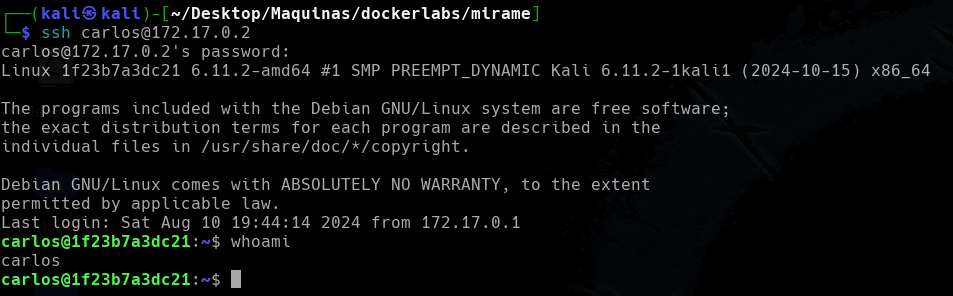 ┌──(kali㉿kali)-[~/Desktop/Maquinas/dockerlabs/mirame]
└─$ ssh carlos@172.17.0.2
carlos@172.17.0.2's password:
Linux 1f23b7a3dc21 6.11.2-amd64 #1 SMP PREEMPT_DYNAMIC Kali 6.11.2-1kali1 (2024-10-15) x86_64
The programs included with the Debian GNU/Linux system are free software;
the exact distribution terms for each program are described in the
individual files in /usr/share/doc/*/copyright.
Debian GNU/Linux comes with ABSOLUTELY NO WARRANTY, to the extent
permitted by applicable law.
Last login: Sat Aug 10 19:44:14 2024 from 172.17.0.1
carlos@1f23b7a3dc21:~$ whoami
carlos
carlos@1f23b7a3dc21:~$